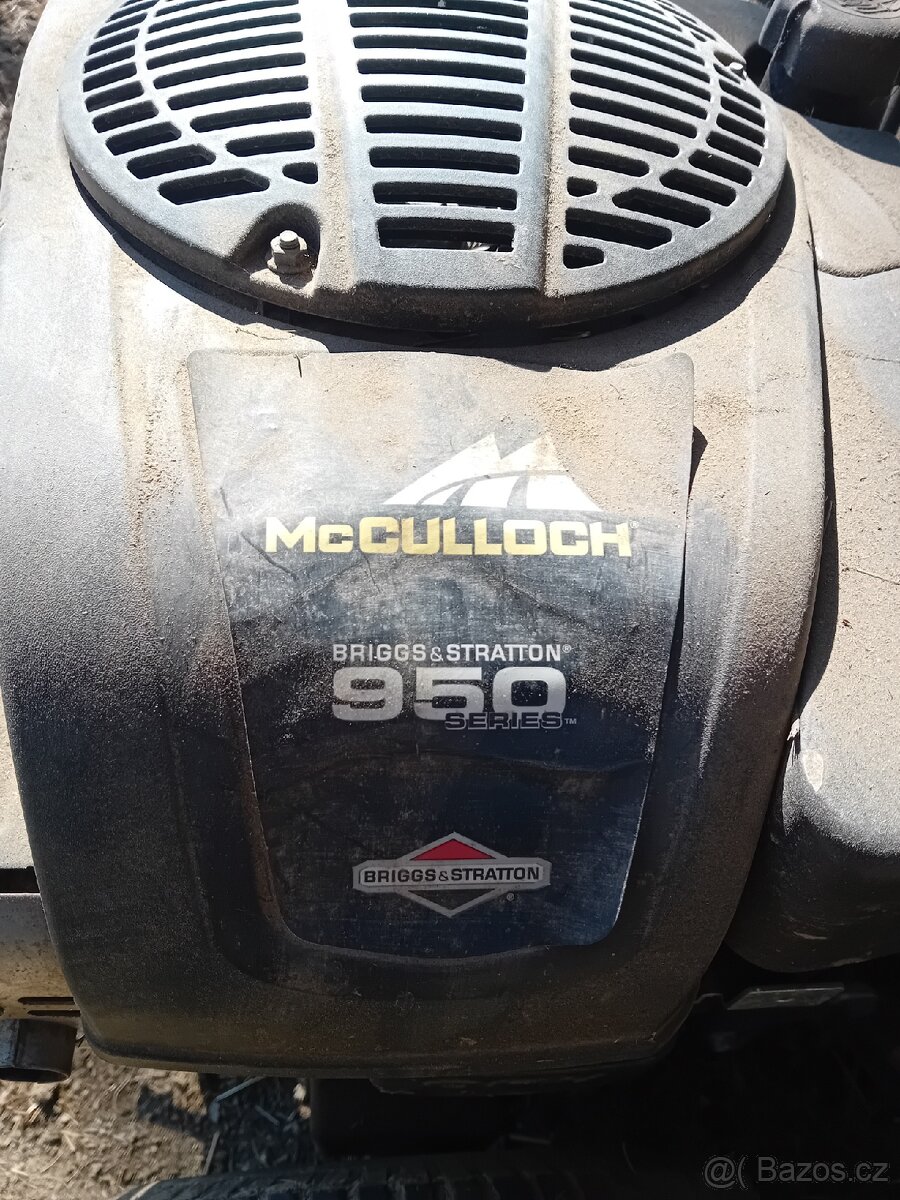 McCULLOCH®
BRIGGS & STRATTON®
950
SERIES™
BRIGGS & STRATTON®
@( Bazos.cz